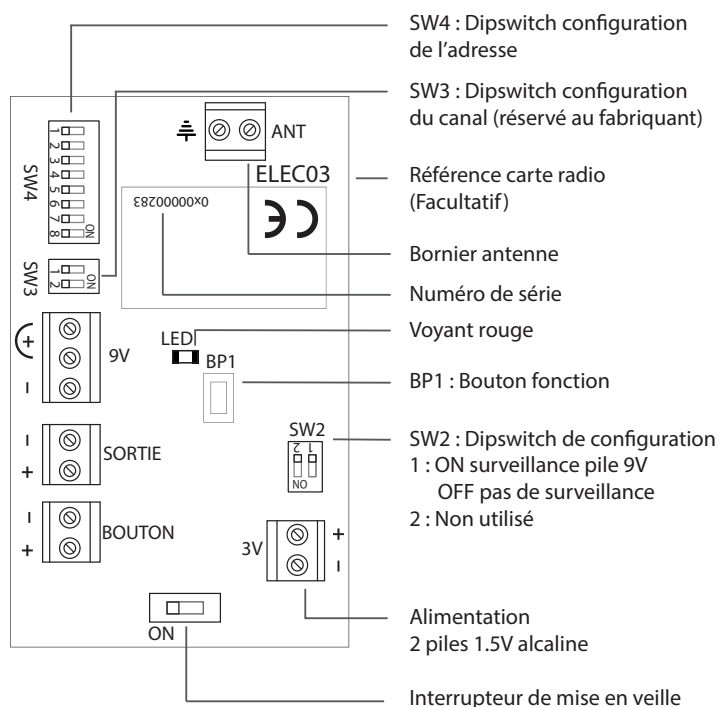 SW4 : Dipswitch configuration
de l'adresse
SW3 : Dipswitch configuration
du canal (réservé au fabriquant)
ANT
ELEC03
Référence carte radio
(Facultatif)
SW4
1
2
3
4
5
6
7
8
ON
0x00000283
CE
Bornier antenne
SW3
1
2
ON
Numéro de série
Voyant rouge
LED
BP1
BP1 : Bouton fonction
+
9V
-
SW2
2 1
ON
SW2 : Dipswitch de configuration
1 : ON surveillance pile 9V
OFF pas de surveillance
2 : Non utilisé
-
SORTIE
+
-
BOUTON
+
3V
+
-
Alimentation
2 piles 1.5V alcaline
ON
Interrupteur de mise en veille